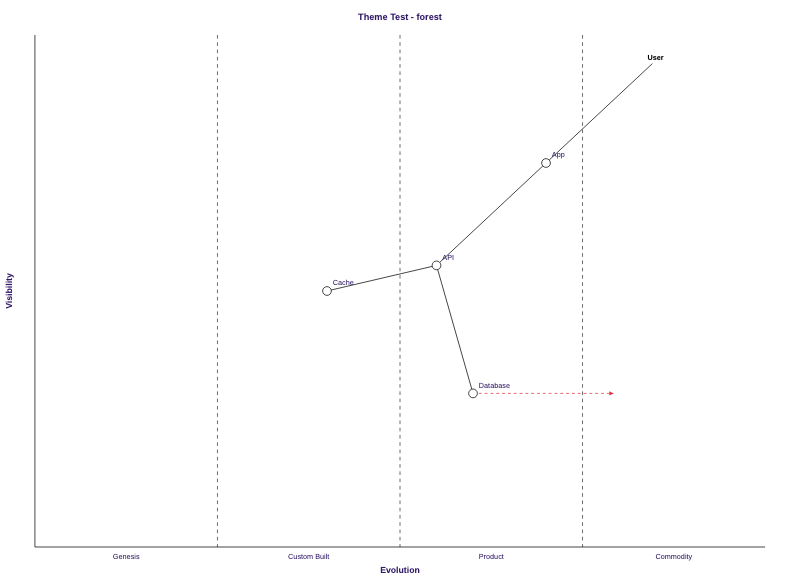 Theme Test - forest
User
App
API
Cache
Database
Visibility
Genesis
Custom Built
Product
Commodity
Evolution